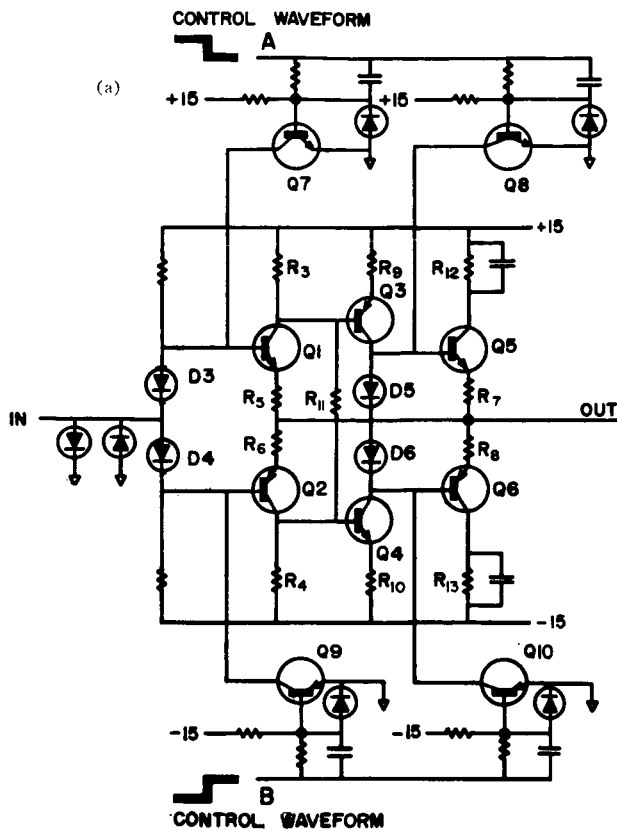 CONTROL WAVEFORM
A
(a)
+15
+15
Q7
Q8
+15
R3
R9
R12
Q3
Q1
Q5
D3
R5
R11
D5
R7
IN
OUT
D4
R6
D6
R8
Q2
Q6
Q4
R4
R10
R13
-15
Q9
Q10
-15
-15
B
CONTROL WAVEFORM